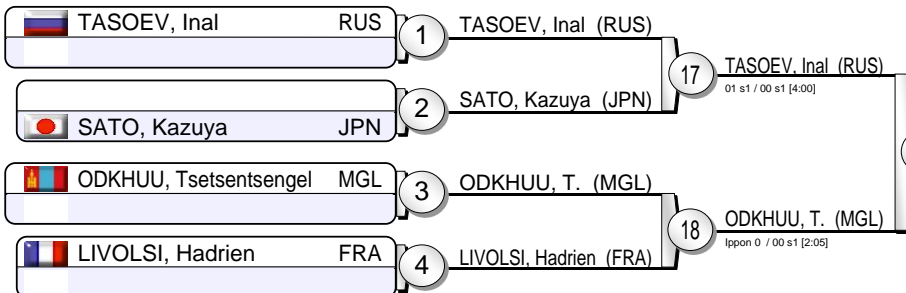 TASOEV, Inal RUS
1
TASOEV, Inal (RUS)
17
TASOEV, Inal (RUS)
01 s1 / 00 s1 [4:00]
2
SATO, Kazuya (JPN)
SATO, Kazuya JPN
ODKHUU, Tsetsentsengel MGL
3
ODKHUU, T. (MGL)
18
ODKHUU, T. (MGL)
Ippon 0 / 00 s1 [2:05]
LIVOLSI, Hadrien FRA
4
LIVOLSI, Hadrien (FRA)